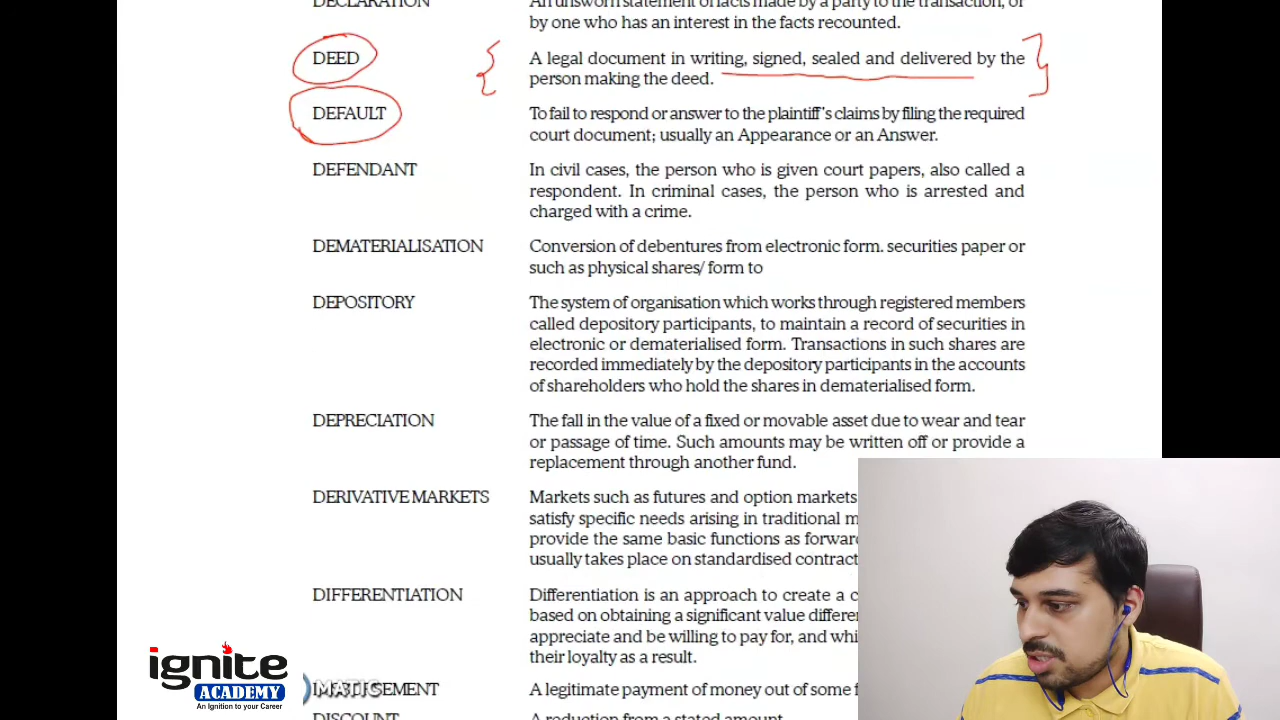 DECLARATION An unsworn statement of facts made by a party to the transaction, or
by one who has an interest in the facts recounted.
DEED A legal document in writing, signed, sealed and delivered by the
person making the deed.
DEFAULT To fail to respond or answer to the plaintiff's claims by filing the required
court document; usually an Appearance or an Answer.
DEFENDANT In civil cases, the person who is given court papers, also called a
respondent. In criminal cases, the person who is arrested and
charged with a crime.
DEMATERIALISATION Conversion of debentures from electronic form. securities paper or
such as physical shares/ form to
DEPOSITORY The system of organisation which works through registered members
called depository participants, to maintain a record of securities in
electronic or dematerialised form. Transactions in such shares are
recorded immediately by the depository participants in the accounts
of shareholders who hold the shares in dematerialised form.
DEPRECIATION The fall in the value of a fixed or movable asset due to wear and tear
or passage of time. Such amounts may be written off or provide a
replacement through another fund.
DERIVATIVE MARKETS Markets such as futures and option markets
satisfy specific needs arising in traditional
provide the same basic functions as
usually takes place on standardised
DIFFERENTIATION Differentiation is an approach to create a
based on obtaining a significant value
appreciate and be willing to pay for, and
their loyalty as a result.
A legitimate payment of money out of some
DISCOUNT A reduction from a stated amount
ignite
ACADEMY
An Ignition to your Career